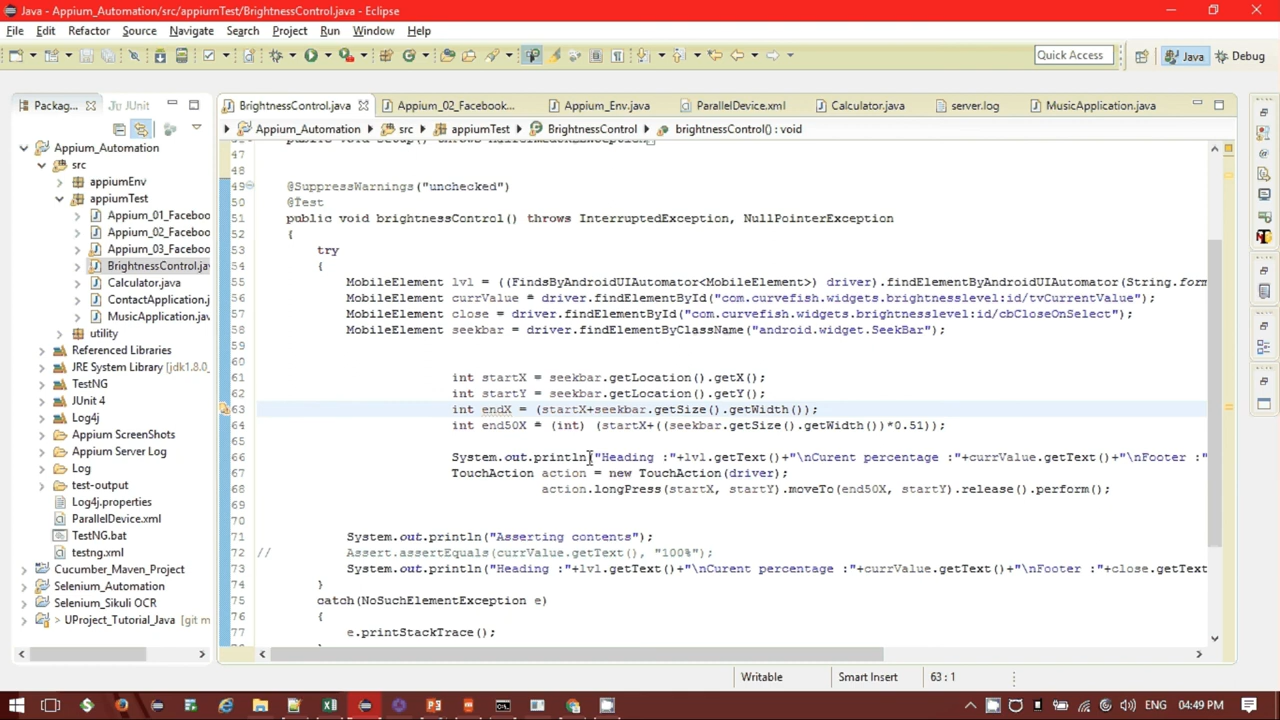 Java - Appium_Automation/src/appiumTest/BrightnessControl.java - Eclipse
File Edit Refactor Source Navigate Search Project Run Window Help
Quick Access Java Debug
Packag... JUnit
BrightnessControl.java Appium_02_Facebook... Appium_Env.java ParallelDevice.xml Calculator.java server.log MusicApplication.java
Appium_Automation src appiumTest BrightnessControl brightnessControl() : void
Appium_Automation
src
appiumEnv
appiumTest
Appium_01_Faceboo
Appium_02_Faceboo
Appium_03_Faceboo
BrightnessControl.jav
Calculator.java
ContactApplication.j
MusicApplication.jav
utility
Referenced Libraries
JRE System Library [jdk1.8.0_
TestNG
JUnit 4
Log4j
Appium ScreenShots
Appium Server Log
Log
test-output
Log4j.properties
ParallelDevice.xml
TestNG.bat
testng.xml
Cucumber_Maven_Project
Selenium_Automation
Selenium_Sikuli OCR
UProject_Tutorial_Java [git m
47
48
49 @SuppressWarnings("unchecked")
50 @Test
51 public void brightnessControl() throws InterruptedException, NullPointerException
52 {
53 try
54 {
55 MobileElement lvl = ((FindsByAndroidUIAutomator<MobileElement>) driver).findElementByAndroidUIAutomator(String.form
56 MobileElement currValue = driver.findElementById("com.curvefish.widgets.brightnesslevel:id/tvCurrentValue");
57 MobileElement close = driver.findElementById("com.curvefish.widgets.brightnesslevel:id/cbCloseOnSelect");
58 MobileElement seekbar = driver.findElementByClassName("android.widget.SeekBar");
59
60
61 int startX = seekbar.getLocation().getX();
62 int startY = seekbar.getLocation().getY();
63 int endX = (startX+seekbar.getSize().getWidth());
64 int end50X = (int) (startX+((seekbar.getSize().getWidth())*0.51));
65
66 System.out.println("Heading :"+lvl.getText()+"\nCurent percentage :"+currValue.getText()+"\nFooter :"
67 TouchAction action = new TouchAction(driver);
68 action.longPress(startX, startY).moveTo(end50X, startY).release().perform();
69
70
71 System.out.println("Asserting contents");
72 // Assert.assertEquals(currValue.getText(), "100%");
73 System.out.println("Heading :"+lvl.getText()+"\nCurent percentage :"+currValue.getText()+"\nFooter :"+close.getText
74 }
75 catch(NoSuchElementException e)
76 {
77 e.printStackTrace();
Writable Smart Insert 63 : 1
04:49 PM